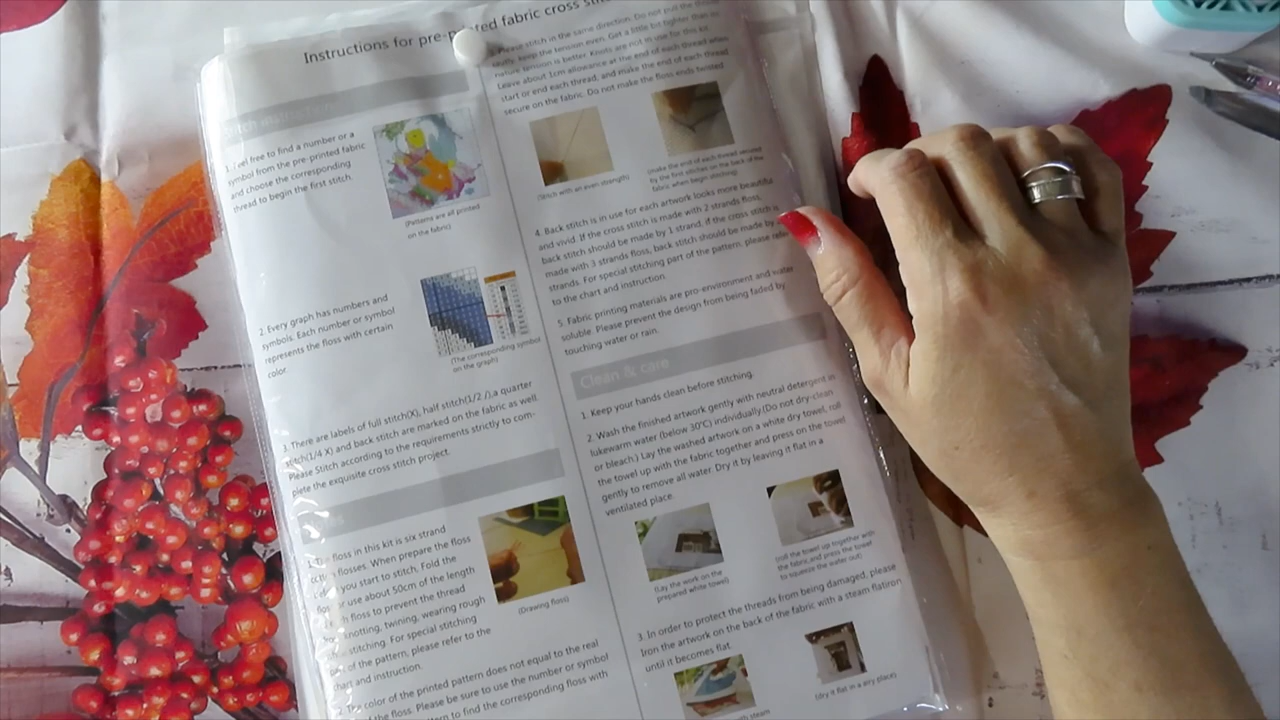 Instructions for pre-printed fabric cross
1. Feel free to find a number or a
symbol from the pre-printed fabric
and choose the corresponding
thread to begin the first stitch.
(Patterns are all printed
on the fabric)
2. Every graph has numbers and
symbols. Each number or symbol
represents the floss with certain
color.
(The corresponding symbol
on the graph)
3. There are labels of full stitch(X), half stitch(1/2 /),a quarter
stitch(1/4 X) and back stitch are marked on the fabric as well.
Please Stitch according to the requirements strictly to com-
plete the exquisite cross stitch project.
floss in this kit is six strand
flosses. When prepare the floss
you start to stitch. Fold the
use about 50cm of the length
floss to prevent the thread
knotting, twining, wearing rough
stitching. For special stitching
of the pattern, please refer to the
chart and instruction.
(Drawing floss)
color of the printed pattern does not equal to the real
of the floss. Please be sure to use the number or symbol
to find the corresponding floss with
Please stitch in the same direction. Do not pull the thread
keep the tension even. Get a little bit tighter than
nature tension is better. Knots are not in use for this kit.
Leave about 1cm allowance at the end of each thread when
start or end each thread, and make the end of each thread
secure on the fabric. Do not make the floss ends twisted
(Stitch with an even strength)
(make the end of each thread second
try the first stitches on the back of the
fabric when begin stitching)
4. Back stitch is in use for each artwork looks more beautiful
and vivid. If the cross stitch is made with 2 strands floss,
back stitch should be made by 1 strand. if the cross stitch is
made with 3 strands floss, back stitch should be made by
strands. For special stitching part of the pattern, please refer
to the chart and instruction.
5. Fabric printing materials are pro-environment and water
soluble. Please prevent the design from being faded by
touching water or rain.
Clean & care
1. Keep your hands clean before stitching.
2. Wash the finished artwork gently with neutral detergent in
lukewarm water (below 30°C) individually.(Do not dry-clean
or bleach.) Lay the washed artwork on a white dry towel, roll
the towel up with the fabric together and press on the towel
gently to remove all water. Dry it by leaving it flat in a
ventilated place.
(Lay the work on the
prepared white towel)
(roll the towel up together with
the fabric,and press the towel
to squeeze the water out)
3. In order to protect the threads from being damaged, please
Iron the artwork on the back of the fabric with a steam flatiron
until it becomes flat.
steam
(dry it flat in a airy place)